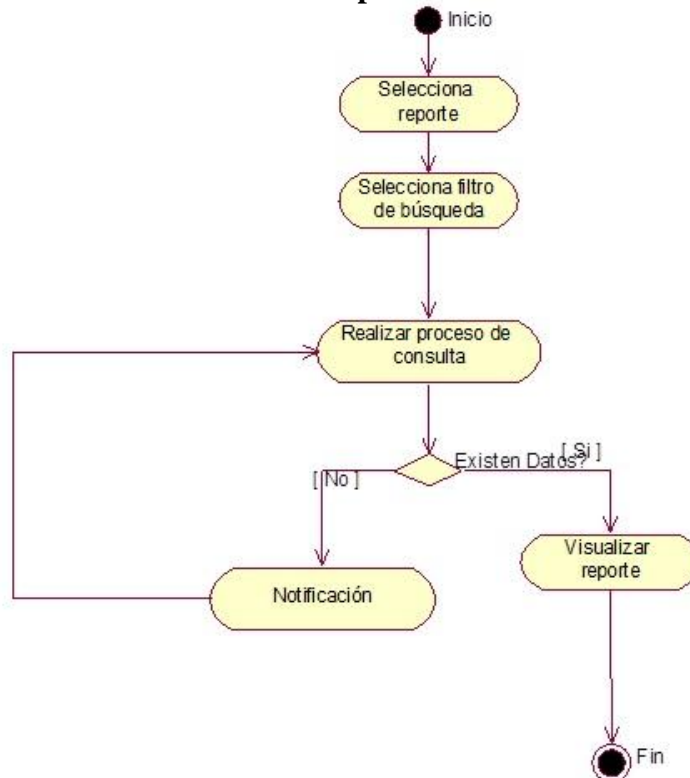 Inicio
Selecciona
reporte
Selecciona filtro
de búsqueda
Realizar proceso de
consulta
Existen Datos?
[ Si ]
[ No ]
Notificación
Visualizar
reporte
Fin